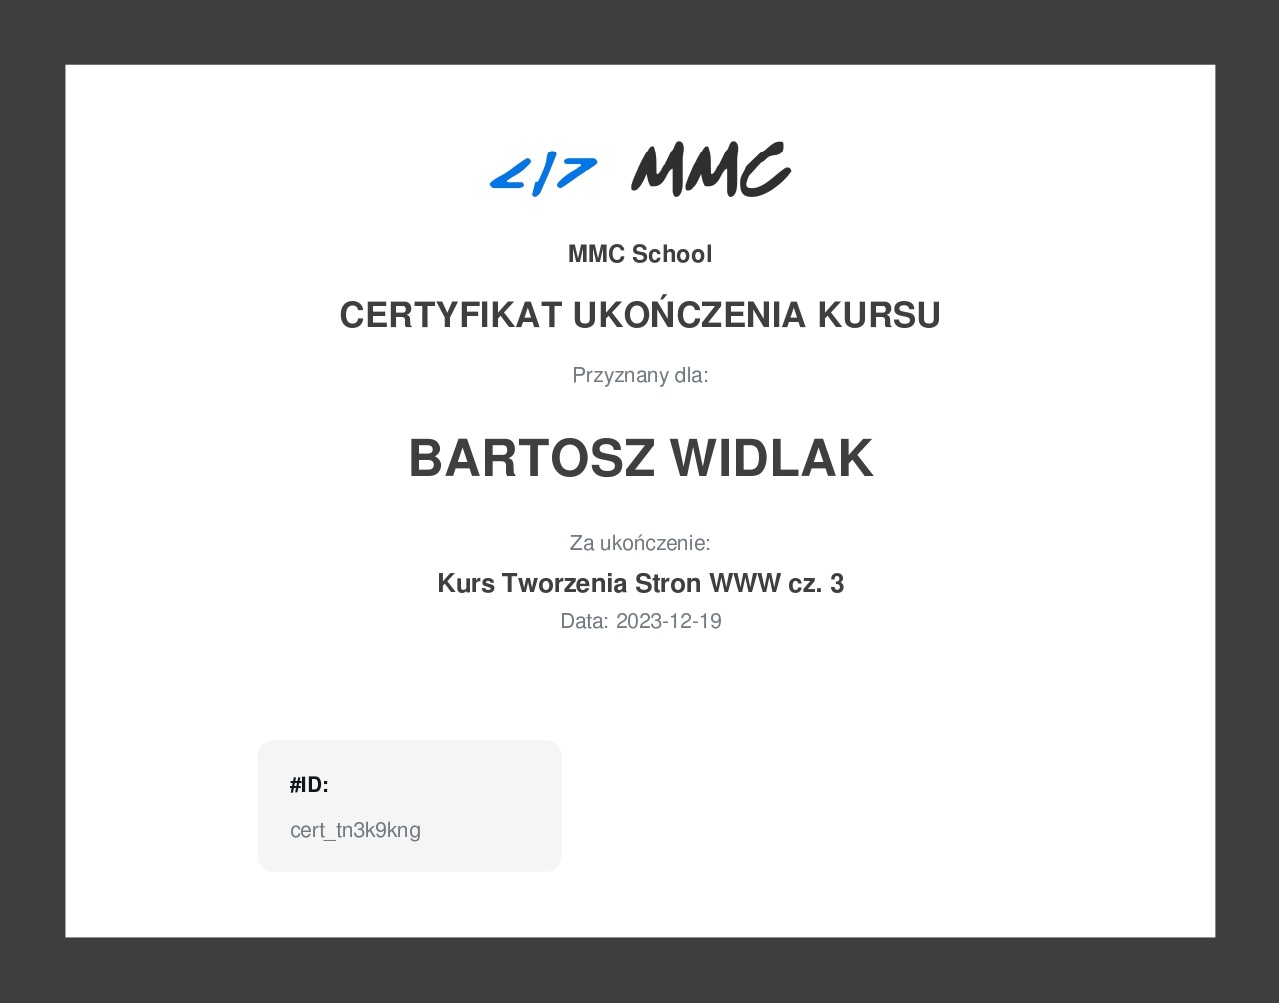 </> MMC
MMC School
CERTYFIKAT UKOŃCZENIA KURSU
Przyznany dla:
BARTOSZ WIDLAK
Za ukończenie:
Kurs Tworzenia Stron WWW cz. 3
Data: 2023-12-19
#ID:
cert_tn3k9kng